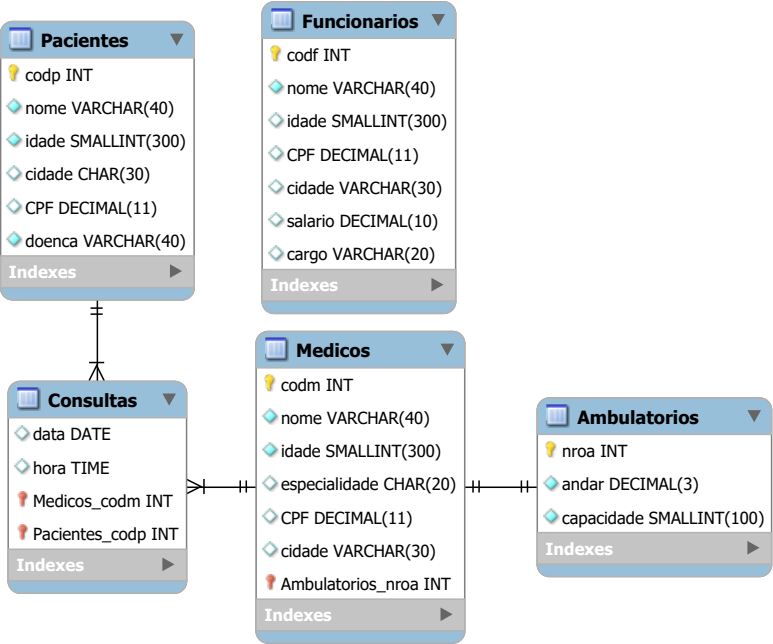 Pacientes
codp INT
nome VARCHAR(40)
idade SMALLINT(300)
cidade CHAR(30)
CPF DECIMAL(11)
doenca VARCHAR(40)
Indexes
Funcionarios
codf INT
nome VARCHAR(40)
idade SMALLINT(300)
CPF DECIMAL(11)
cidade VARCHAR(30)
salario DECIMAL(10)
cargo VARCHAR(20)
Indexes
Consultas
data DATE
hora TIME
Medicos_codm INT
Pacientes_codp INT
Indexes
Medicos
codm INT
nome VARCHAR(40)
idade SMALLINT(300)
especialidade CHAR(20)
CPF DECIMAL(11)
cidade VARCHAR(30)
Ambulatorios_nroa INT
Indexes
Ambulatorios
nroa INT
andar DECIMAL(3)
capacidade SMALLINT(100)
Indexes